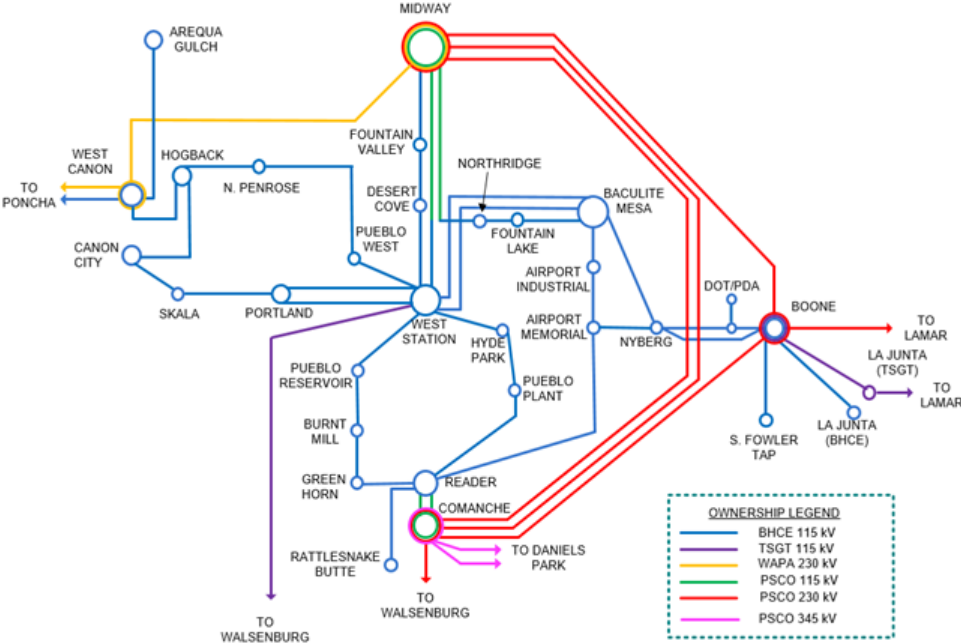 MIDWAY
AREQUA
GULCH
FOUNTAIN
VALLEY
WEST
CANON
HOGBACK
NORTHRIDGE
TO
PONCHA
N. PENROSE
DESERT
COVE
BACULITE
MESA
FOUNTAIN
LAKE
PUEBLO
WEST
CANON
CITY
AIRPORT
INDUSTRIAL
DOT/PDA
BOONE
SKALA
PORTLAND
WEST
STATION
HYDE
PARK
AIRPORT
MEMORIAL
NYBERG
TO
LAMAR
LA JUNTA
(TSGT)
TO
LAMAR
PUEBLO
RESERVOIR
PUEBLO
PLANT
BURNT
MILL
S. FOWLER
TAP
LA JUNTA
(BHCE)
GREEN
HORN
READER
COMANCHE
RATTLESNAKE
BUTTE
TO DANIELS
PARK
TO
WALSENBURG
TO
WALSENBURG
OWNERSHIP LEGEND
BHCE 115 kV
TSGT 115 kV
WAPA 230 kV
PSCO 115 kV
PSCO 230 kV
PSCO 345 kV